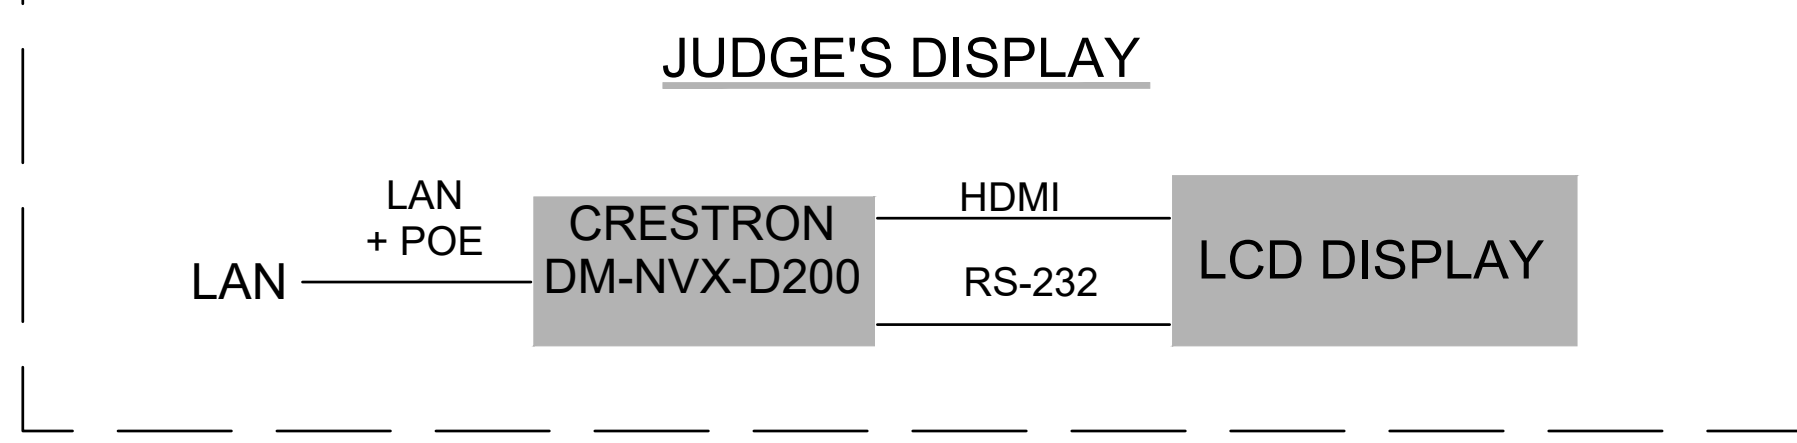 JUDGE'S DISPLAY
LAN
+ POE
LAN
CRESTRON
DM-NVX-D200
HDMI
RS-232
LCD DISPLAY